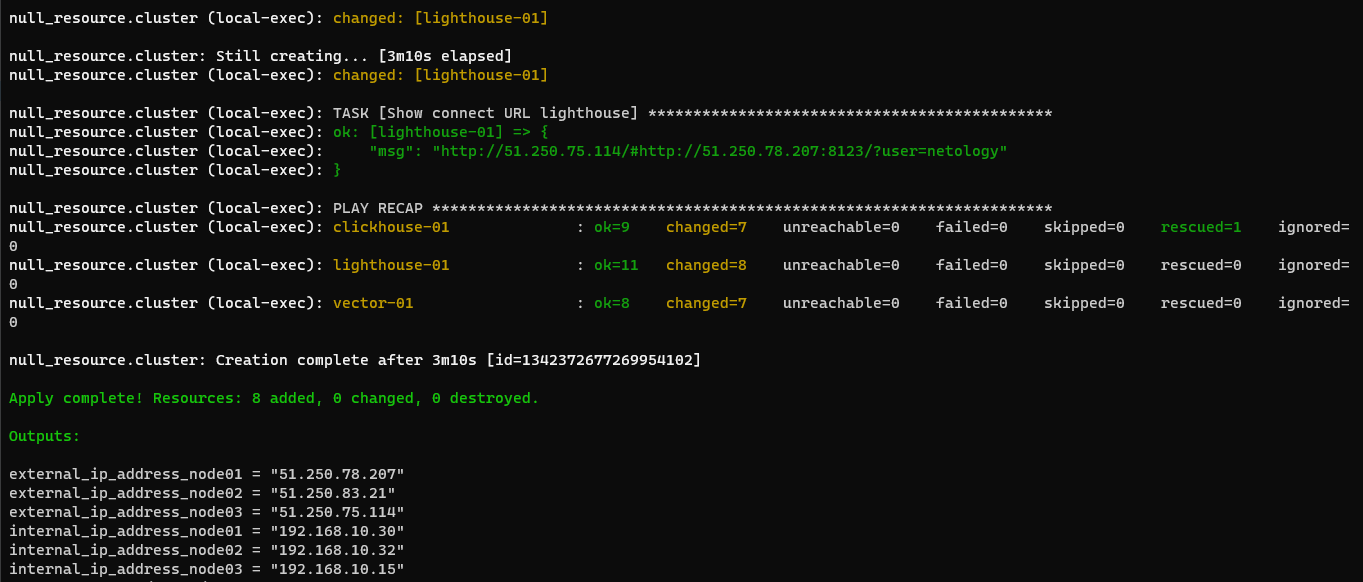 null_resource.cluster (local-exec): changed: [lighthouse-01]
null_resource.cluster: Still creating... [3m10s elapsed]
null_resource.cluster (local-exec): changed: [lighthouse-01]
null_resource.cluster (local-exec): TASK [Show connect URL lighthouse] *********************************************
null_resource.cluster (local-exec): ok: [lighthouse-01] => {
null_resource.cluster (local-exec):     "msg": "http://51.250.75.114/#http://51.250.78.207:8123/?user=netology"
null_resource.cluster (local-exec): }
null_resource.cluster (local-exec): PLAY RECAP *********************************************************************
null_resource.cluster (local-exec): clickhouse-01              : ok=9    changed=7    unreachable=0    failed=0    skipped=0    rescued=1    ignored=
0
null_resource.cluster (local-exec): lighthouse-01              : ok=11   changed=8    unreachable=0    failed=0    skipped=0    rescued=0    ignored=
0
null_resource.cluster (local-exec): vector-01                  : ok=8    changed=7    unreachable=0    failed=0    skipped=0    rescued=0    ignored=
0
null_resource.cluster: Creation complete after 3m10s [id=1342372677269954102]
Apply complete! Resources: 8 added, 0 changed, 0 destroyed.
Outputs:
external_ip_address_node01 = "51.250.78.207"
external_ip_address_node02 = "51.250.83.21"
external_ip_address_node03 = "51.250.75.114"
internal_ip_address_node01 = "192.168.10.30"
internal_ip_address_node02 = "192.168.10.32"
internal_ip_address_node03 = "192.168.10.15"